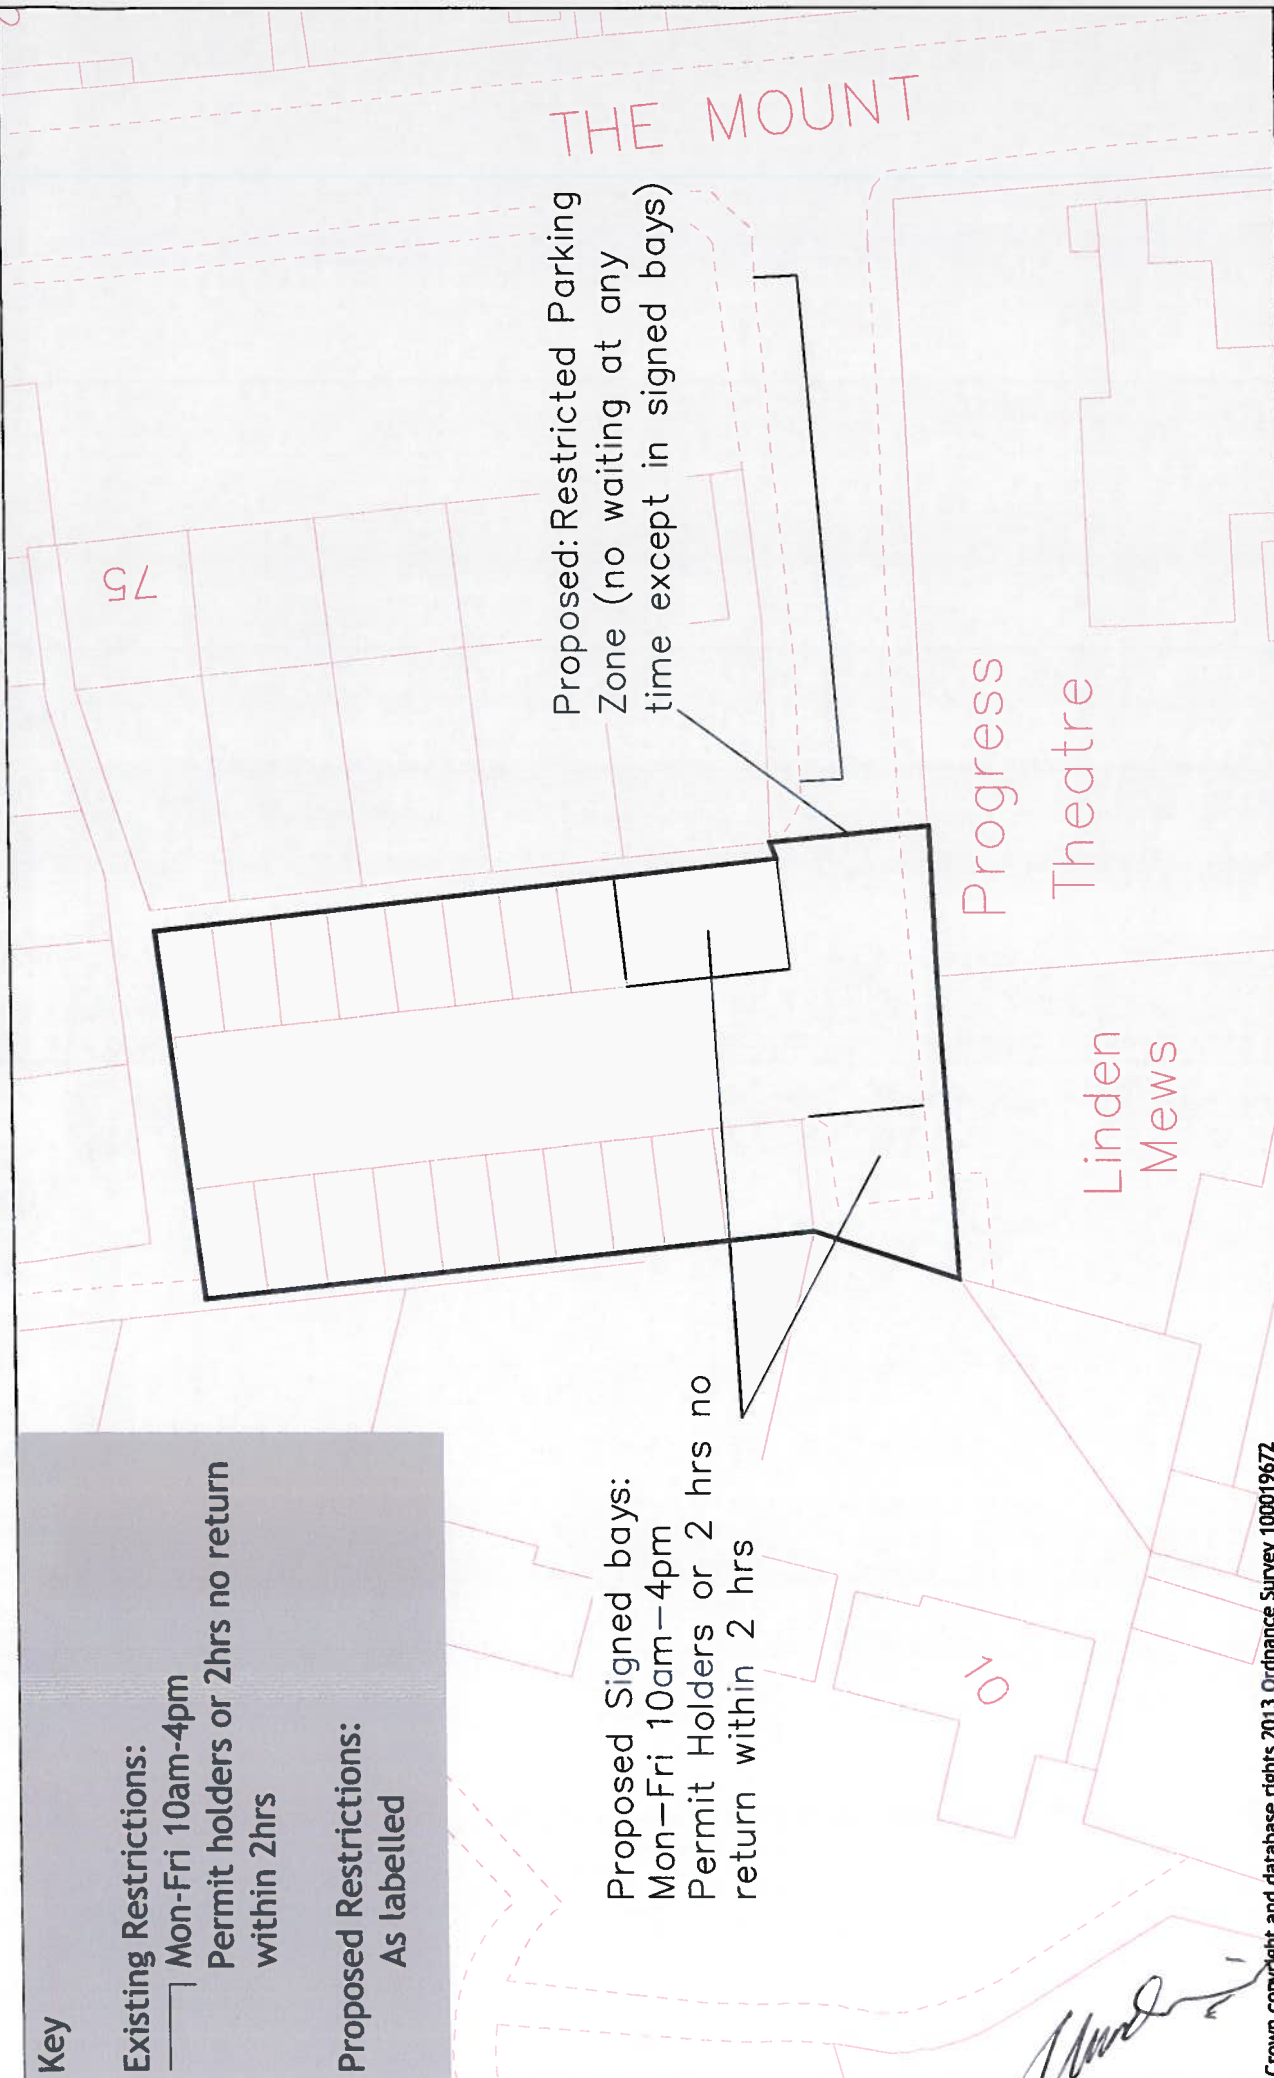 Key
Existing Restrictions:
Mon-Fri 10am-4pm
Permit holders or 2hrs no return
within 2hrs
Proposed Restrictions:
As labelled
Proposed Signed bays:
Mon-Fri 10am-4pm
Permit Holders or 2 hrs no
return within 2 hrs
Proposed:Restricted Parking
Zone (no waiting at any
time except in signed bays)
THE MOUNT
75
Progress
Theatre
Linden
Mews
10
Crown copyright and database rights 2013 Ordnance Survey 100019672